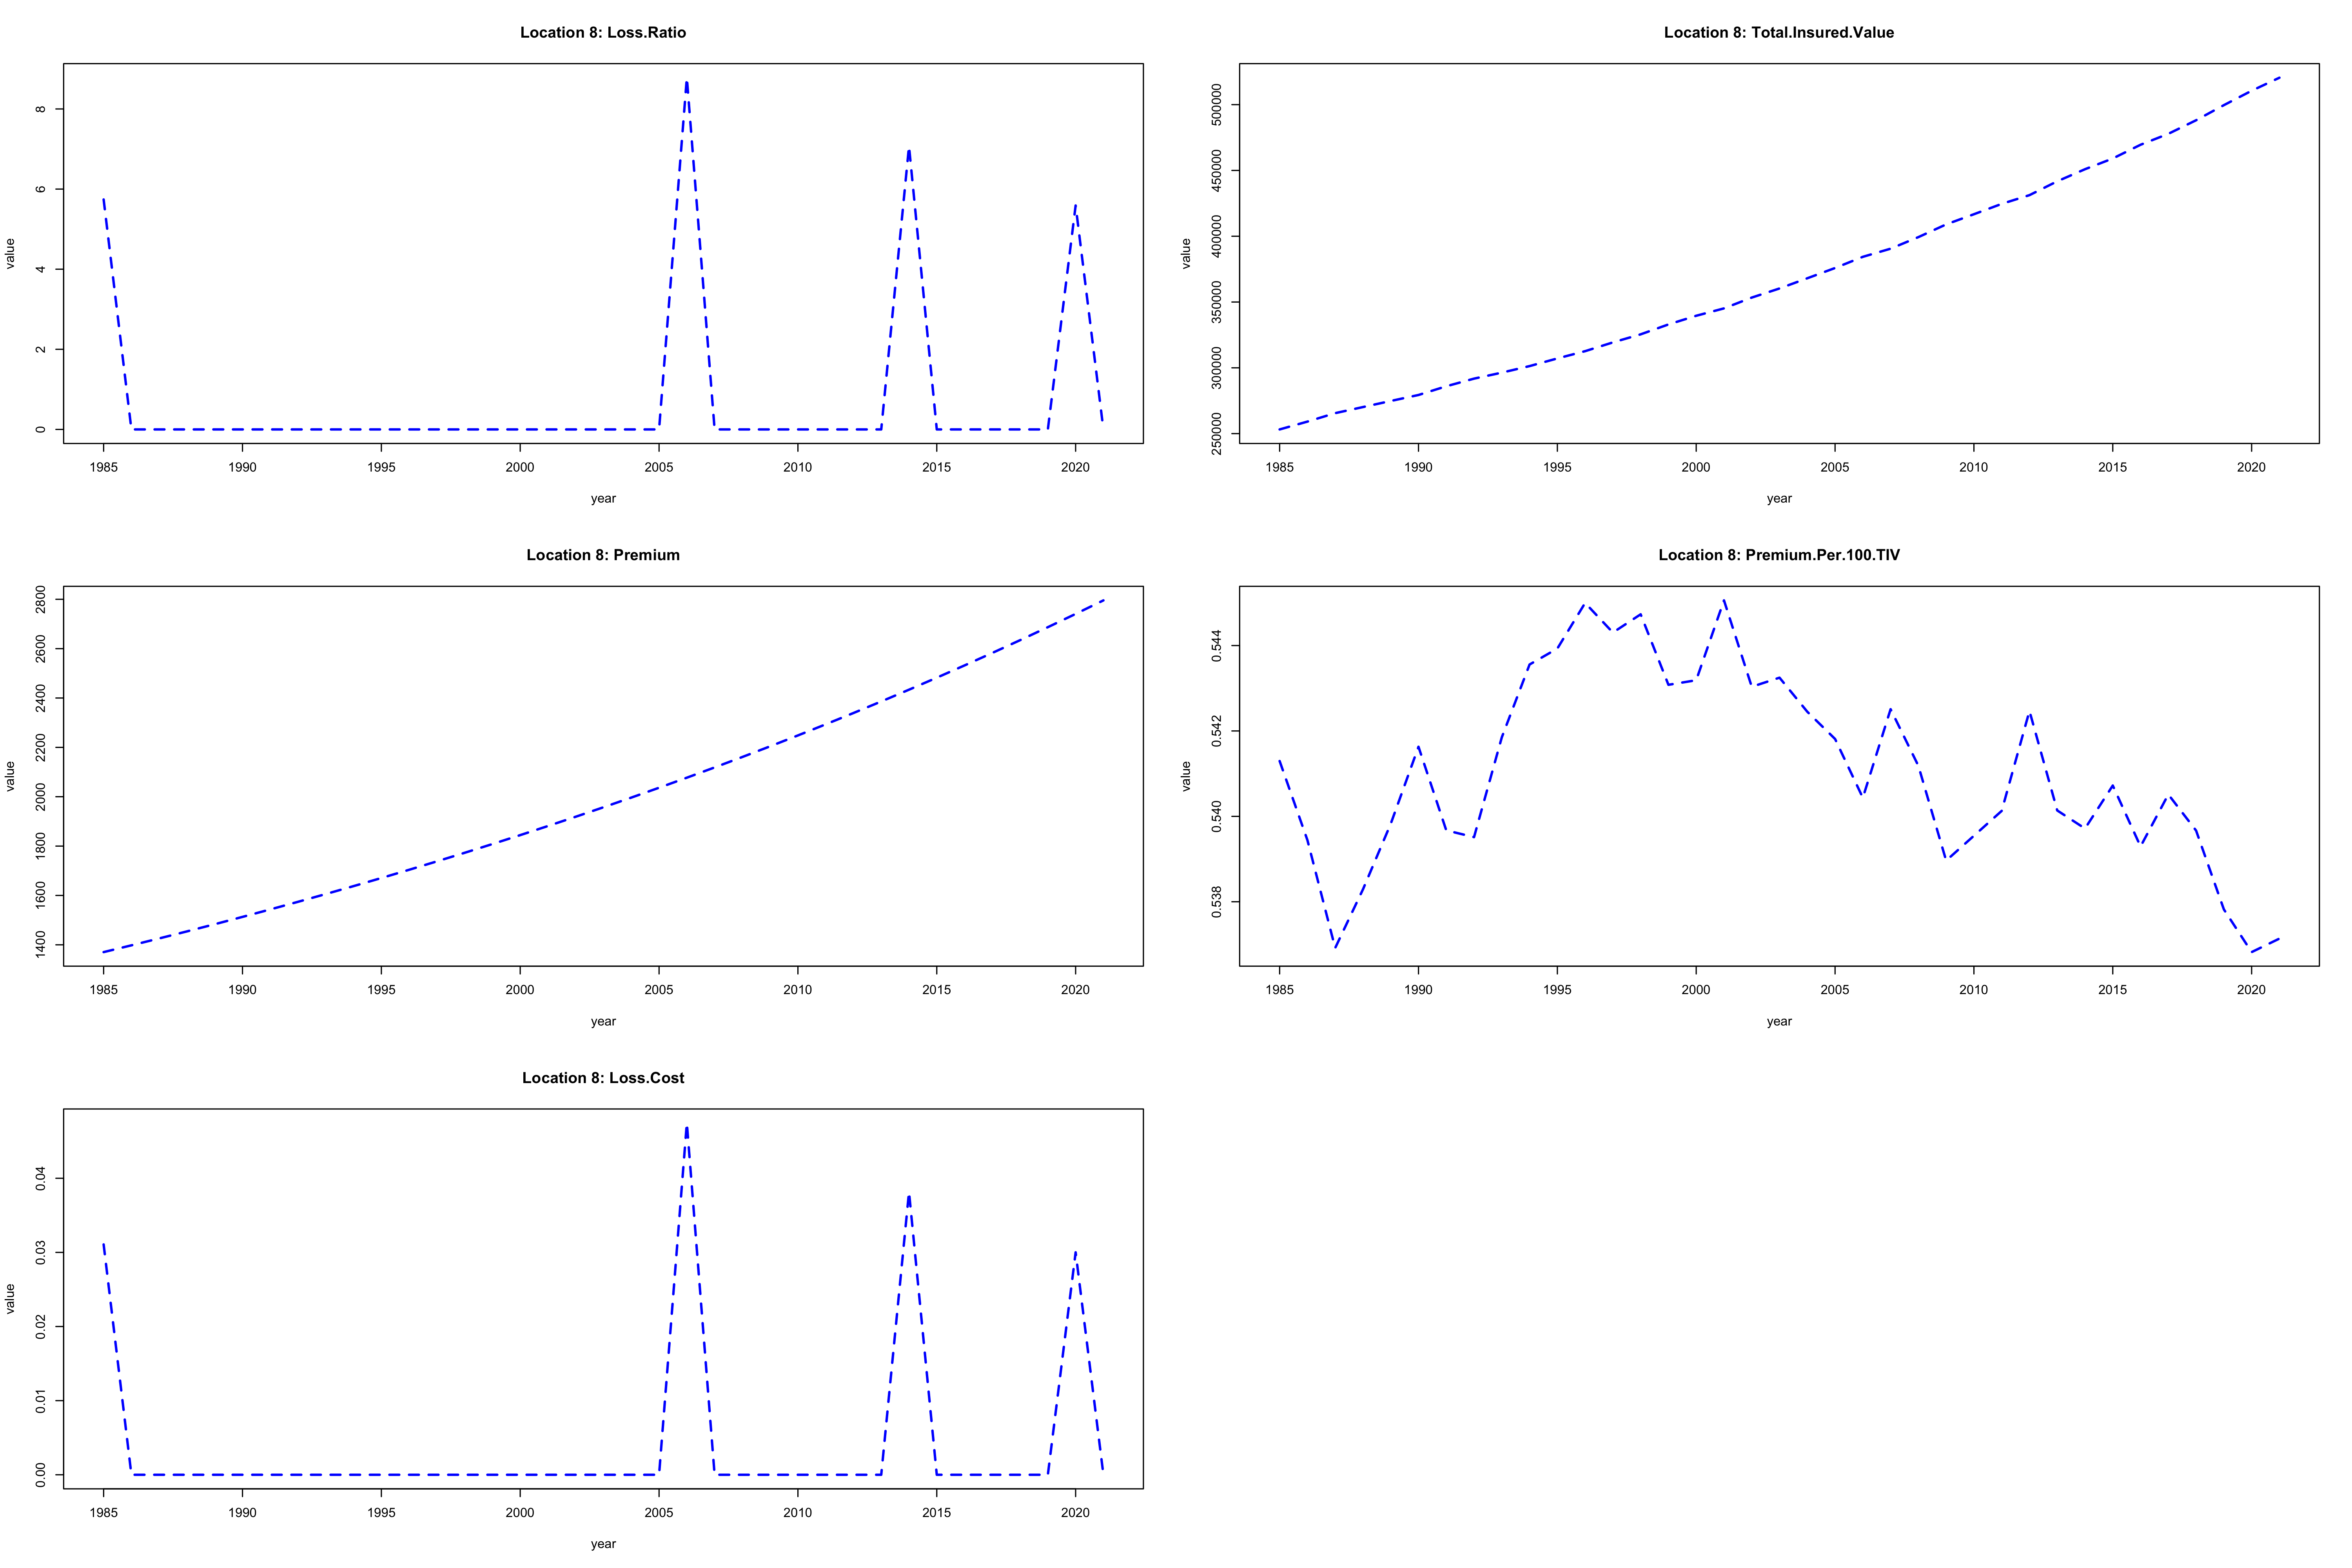 Location 8: Loss.Ratio
value
8
6
4
2
0
1985 1990 1995 2000 2005 2010 2015 2020
year
Location 8: Total.Insured.Value
value
500000
450000
400000
350000
300000
250000
1985 1990 1995 2000 2005 2010 2015 2020
year
Location 8: Premium
value
2800
2600
2400
2200
2000
1800
1600
1400
1985 1990 1995 2000 2005 2010 2015 2020
year
Location 8: Premium.Per.100.TIV
value
0.544
0.542
0.540
0.538
1985 1990 1995 2000 2005 2010 2015 2020
year
Location 8: Loss.Cost
value
0.04
0.03
0.02
0.01
0.00
1985 1990 1995 2000 2005 2010 2015 2020
year